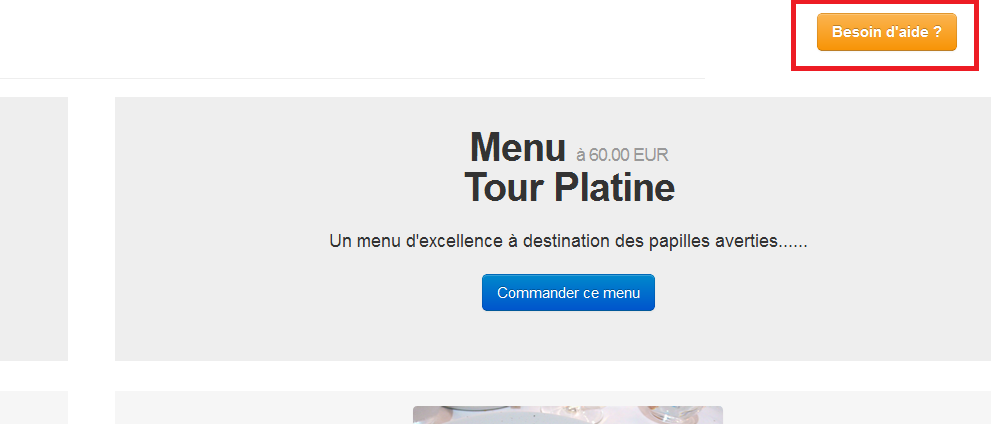 Besoin d'aide ?
Menu à 60.00 EUR
Tour Platine
Un menu d'excellence à destination des papilles averties......
Commander ce menu